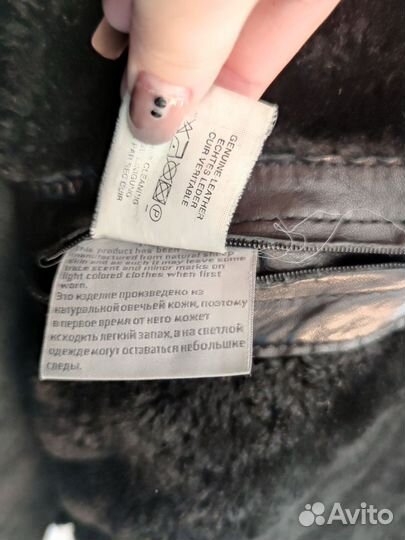 GENUINE LEATHER
ECHTES LEDER
CUIR VERITABLE
CLEANING
This product has been
manufactured from natural sheep
skin and as such it may leave some
trace scent and minor marks on
light colored clothes when first
worn.
Это изделие произведено из
натуральной овечьей кожи, поэтому
в первое время от него может
исходить легкий запах, а на светлой
одежде могут оставаться небольшие
следы.
Avito